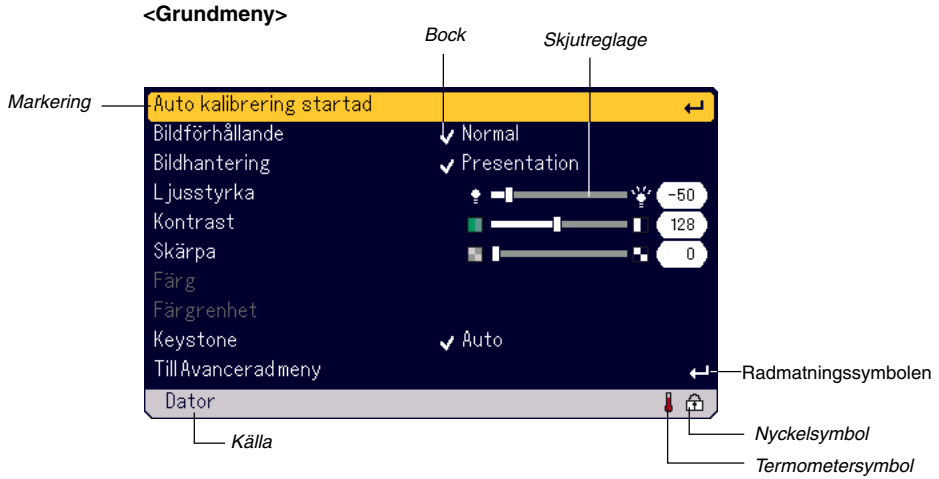 <Grundmeny>
Bock
Skjutreglage
Markering
Auto kalibrering startad
Bildförhållande Normal
Bildhantering Presentation
Ljusstyrka -50
Kontrast 128
Skärpa 0
Färg
Färgrenhet
Keystone Auto
Till Avancerad meny
Radmatningssymbolen
Dator
Källa
Nyckelsymbol
Termometersymbol